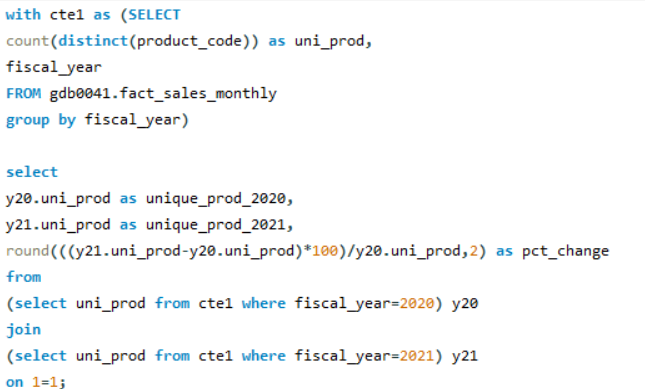 with cte1 as (SELECT
count(distinct(product_code)) as uni_prod,
fiscal_year
FROM gdb0041.fact_sales_monthly
group by fiscal_year)

select
y20.uni_prod as unique_prod_2020,
y21.uni_prod as unique_prod_2021,
round(((y21.uni_prod-y20.uni_prod)*100)/y20.uni_prod,2) as pct_change
from
(select uni_prod from cte1 where fiscal_year=2020) y20
join
(select uni_prod from cte1 where fiscal_year=2021) y21
on 1=1;